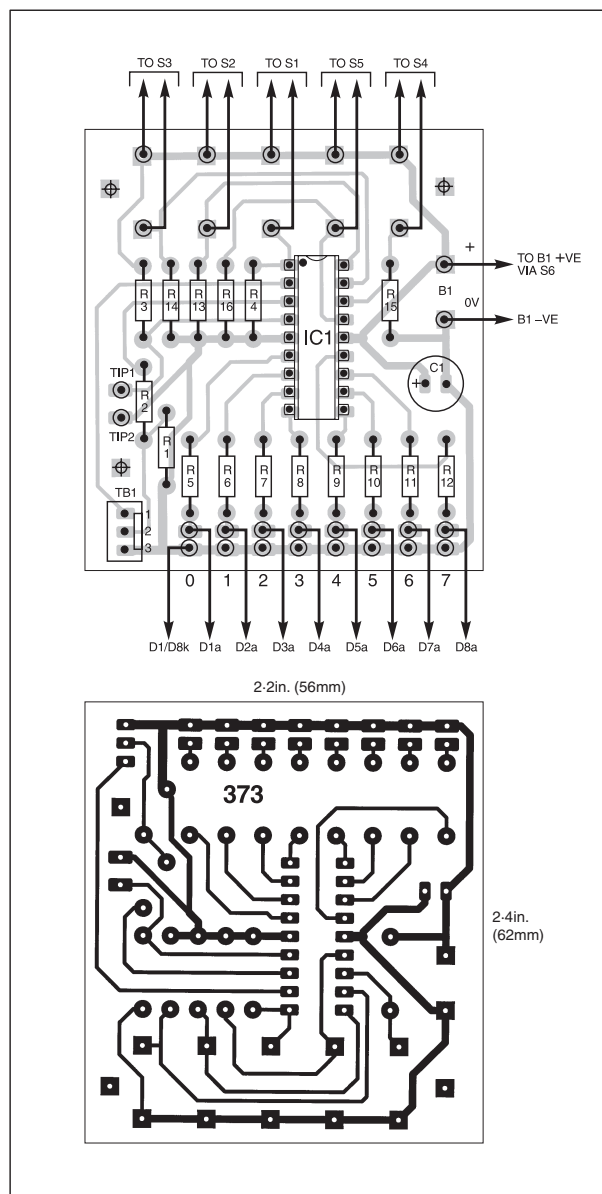 TO S3 TO S2 TO S1 TO S5 TO S4
+
TO B1 +VE
VIA S6
B1
0V
B1 –VE
R 3
R 14
R 13
R 16
R 4
IC1
R 15
C1
+
TIP1
R 2
TIP2
R 1
TB1
1
2
3
R 5
R 6
R 7
R 8
R 9
R 10
R 11
R 12
0 1 2 3 4 5 6 7
D1/D8k D1a D2a D3a D4a D5a D6a D7a D8a
2·2in. (56mm)
373
2·4in.
(62mm)